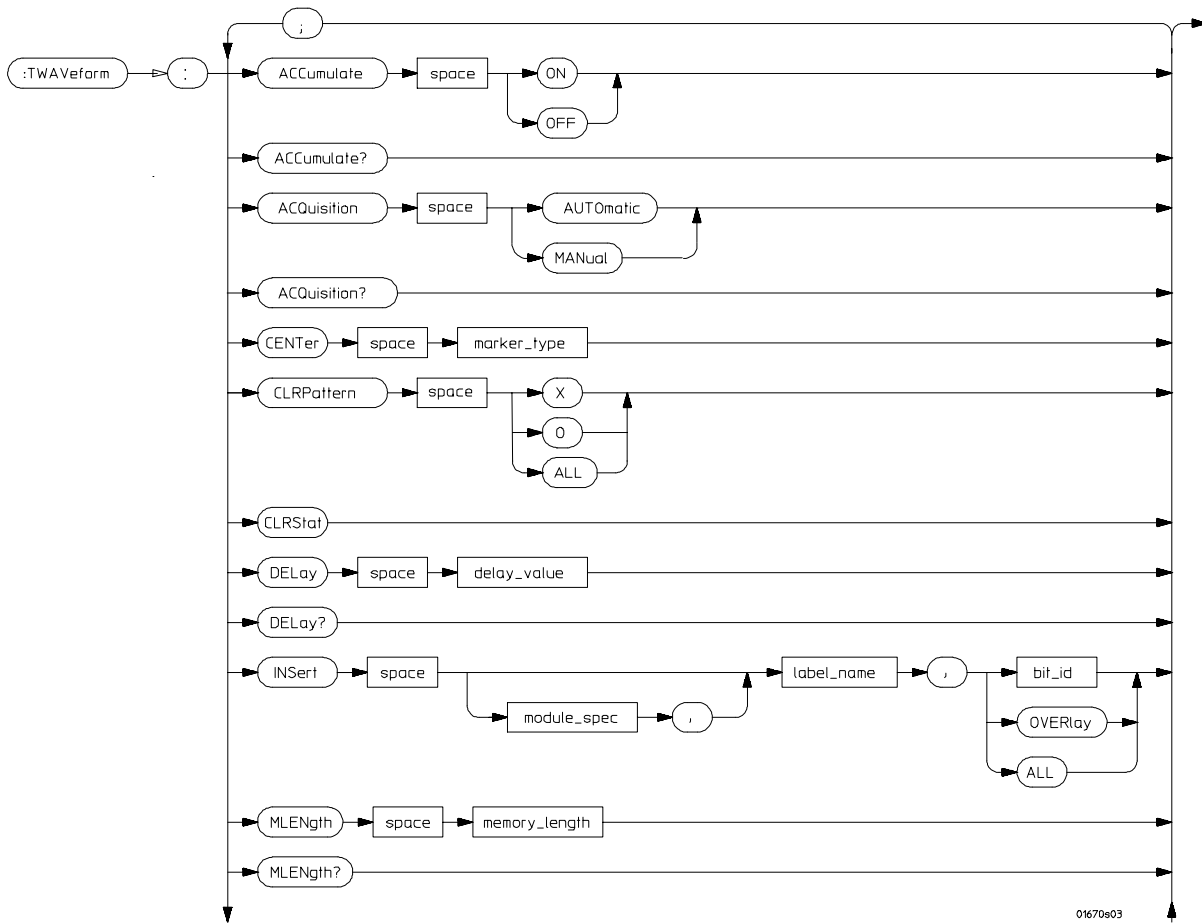 ;
:TWAVeform : ACCumulate space ON
OFF
ACCumulate?
ACQuisition space AUTOmatic
MANual
ACQuisition?
CENTer space marker_type
CLRPattern space X
O
ALL
CLRStat
DELay space delay_value
DELay?
INSert space label_name , bit_id
module_spec , OVERlay
ALL
MLENgth space memory_length
MLENgth?
01670s03